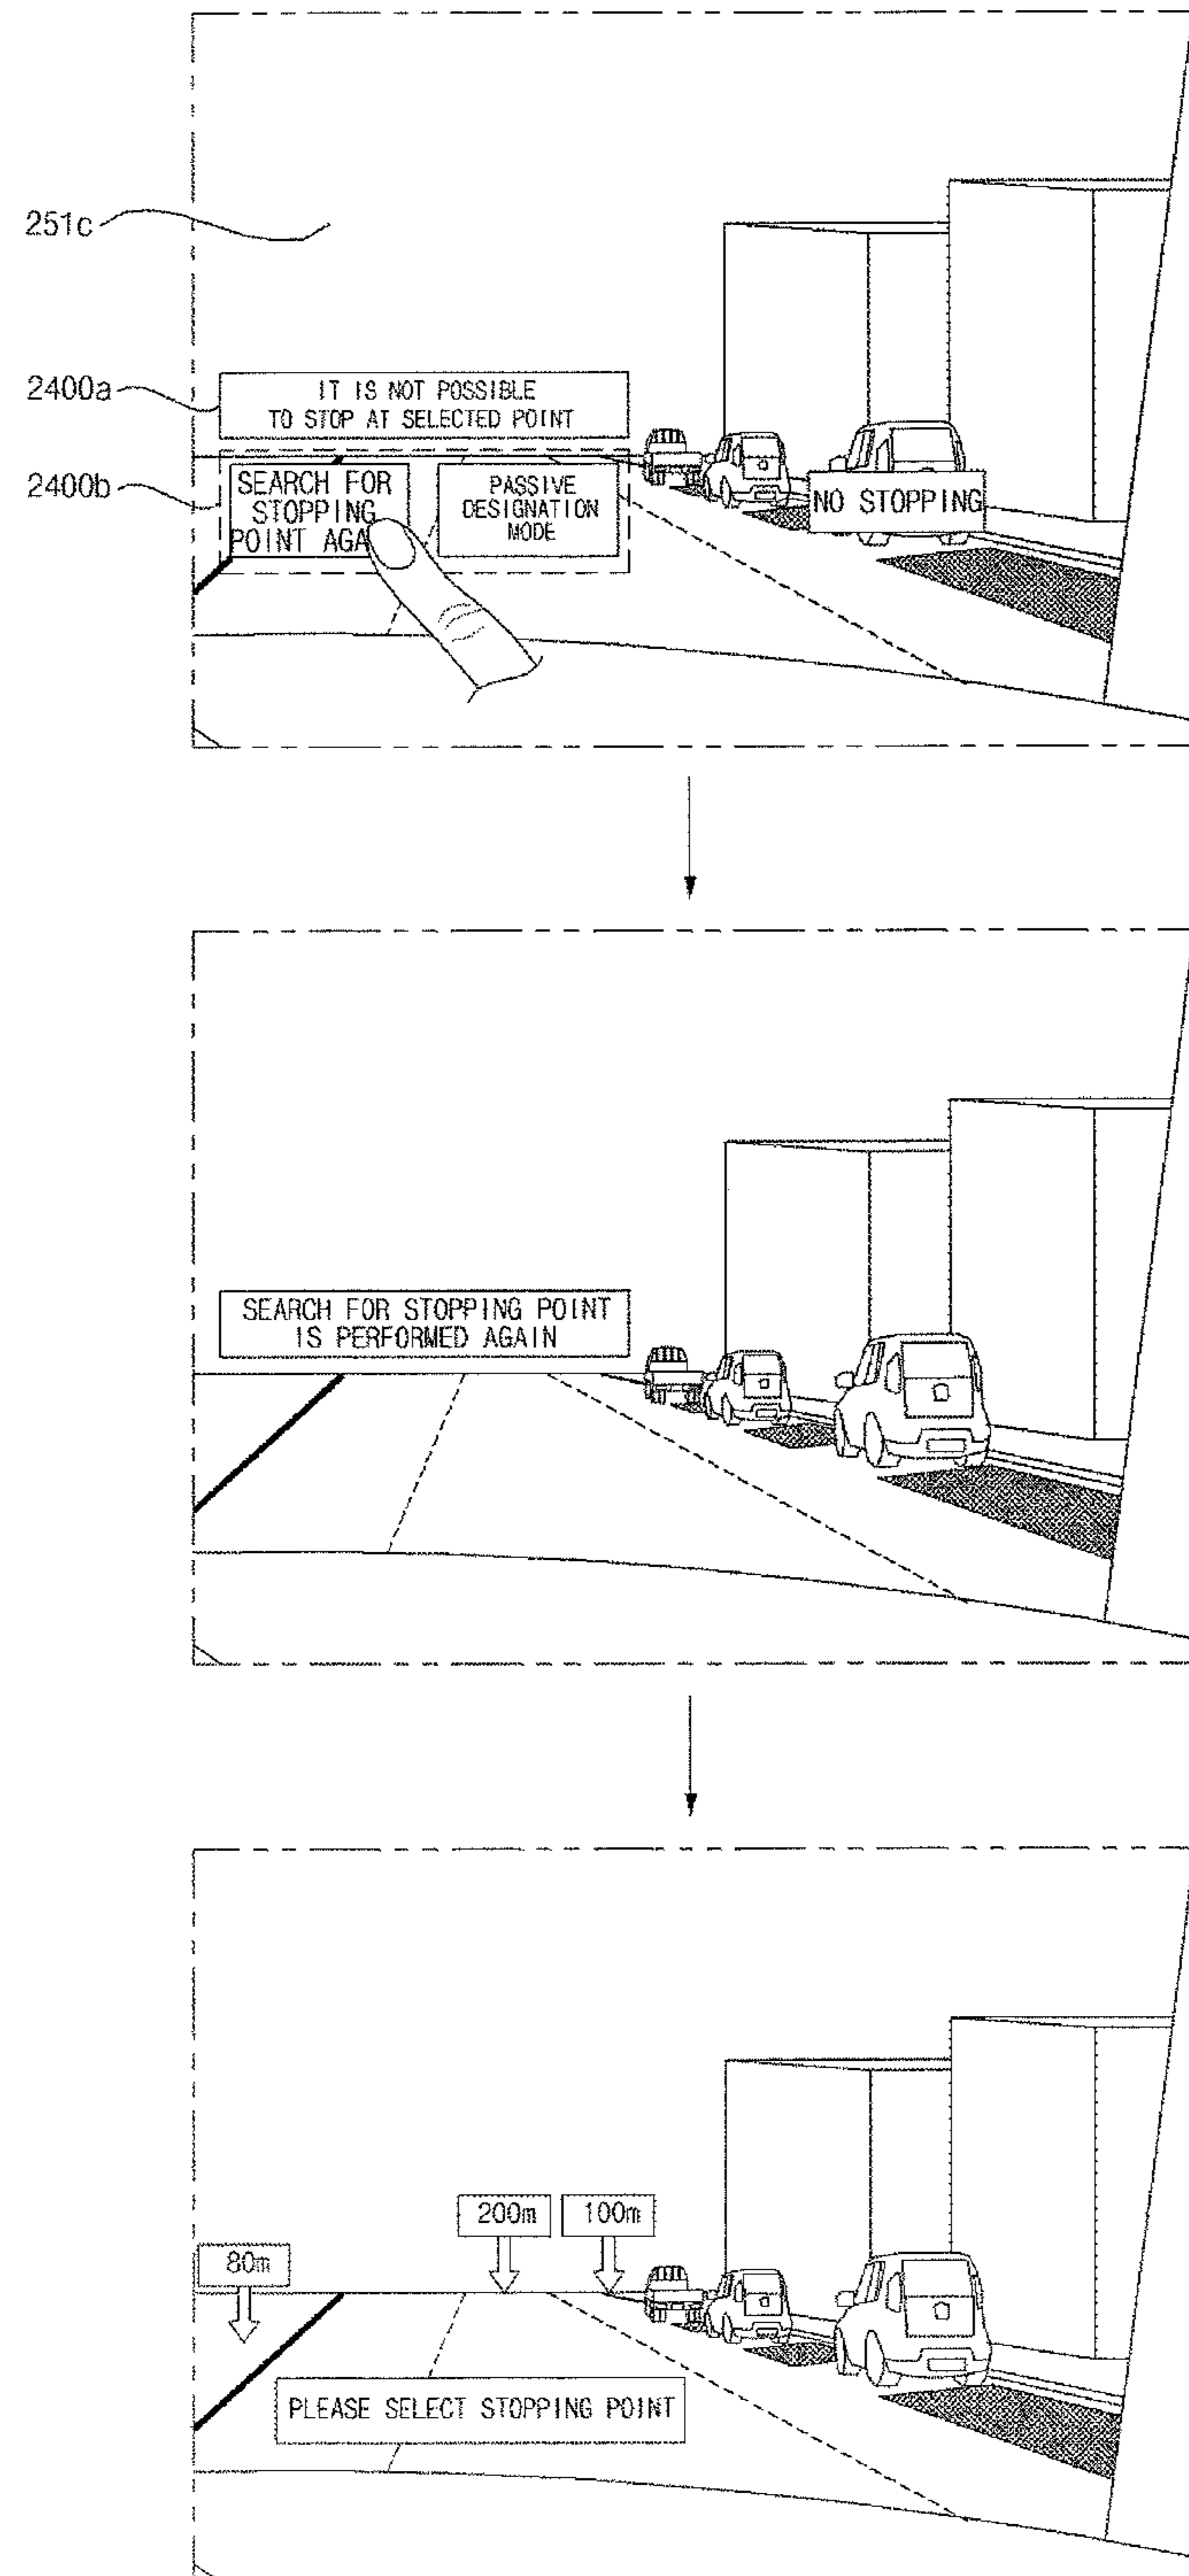 251c
2400a
IT IS NOT POSSIBLE
TO STOP AT SELECTED POINT
2400b
SEARCH FOR
STOPPING
POINT AGA
PASSIVE
DESIGNATION
MODE
NO STOPPING
SEARCH FOR STOPPING POINT
IS PERFORMED AGAIN
200m
100m
80m
PLEASE SELECT STOPPING POINT